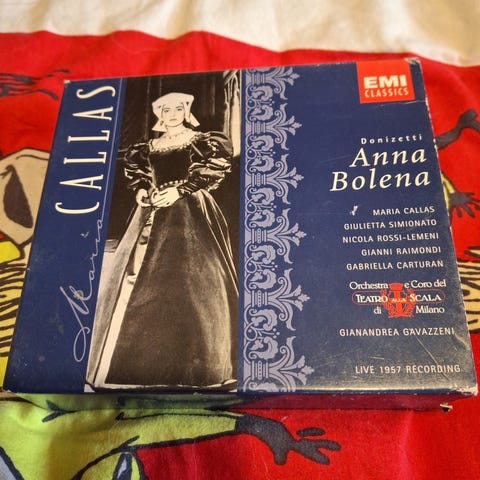 Maria CALLAS
EMI
CLASSICS
Donizetti
Anna
Bolena
MARIA CALLAS
GIULIETTA SIMIONATO
NICOLA ROSSI-LEMENI
GIANNI RAIMONDI
GABRIELLA CARTURAN
Orchestra e Coro del
TEATRO ALLA SCALA
di Milano
GIANANDREA GAVAZZENI
LIVE 1957 RECORDING